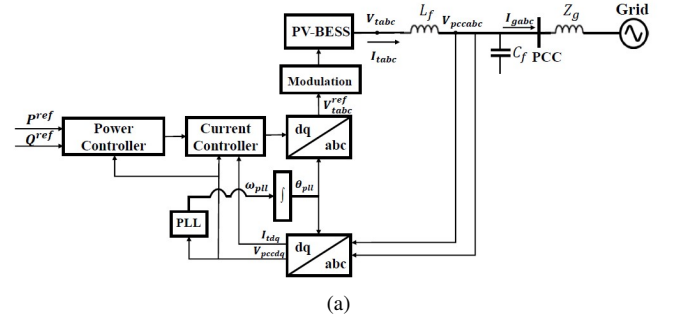 V_tabc
L_f
V_pccabc
I_gabc
Z_g
Grid
PV-BESS
I_tabc
C_f
PCC
Modulation
V_tabc^ref
P^ref
Q^ref
Power
Controller
Current
Controller
dq
abc
ω_pll
∫
θ_pll
PLL
I_tdq
V_pccdq
dq
abc
(a)